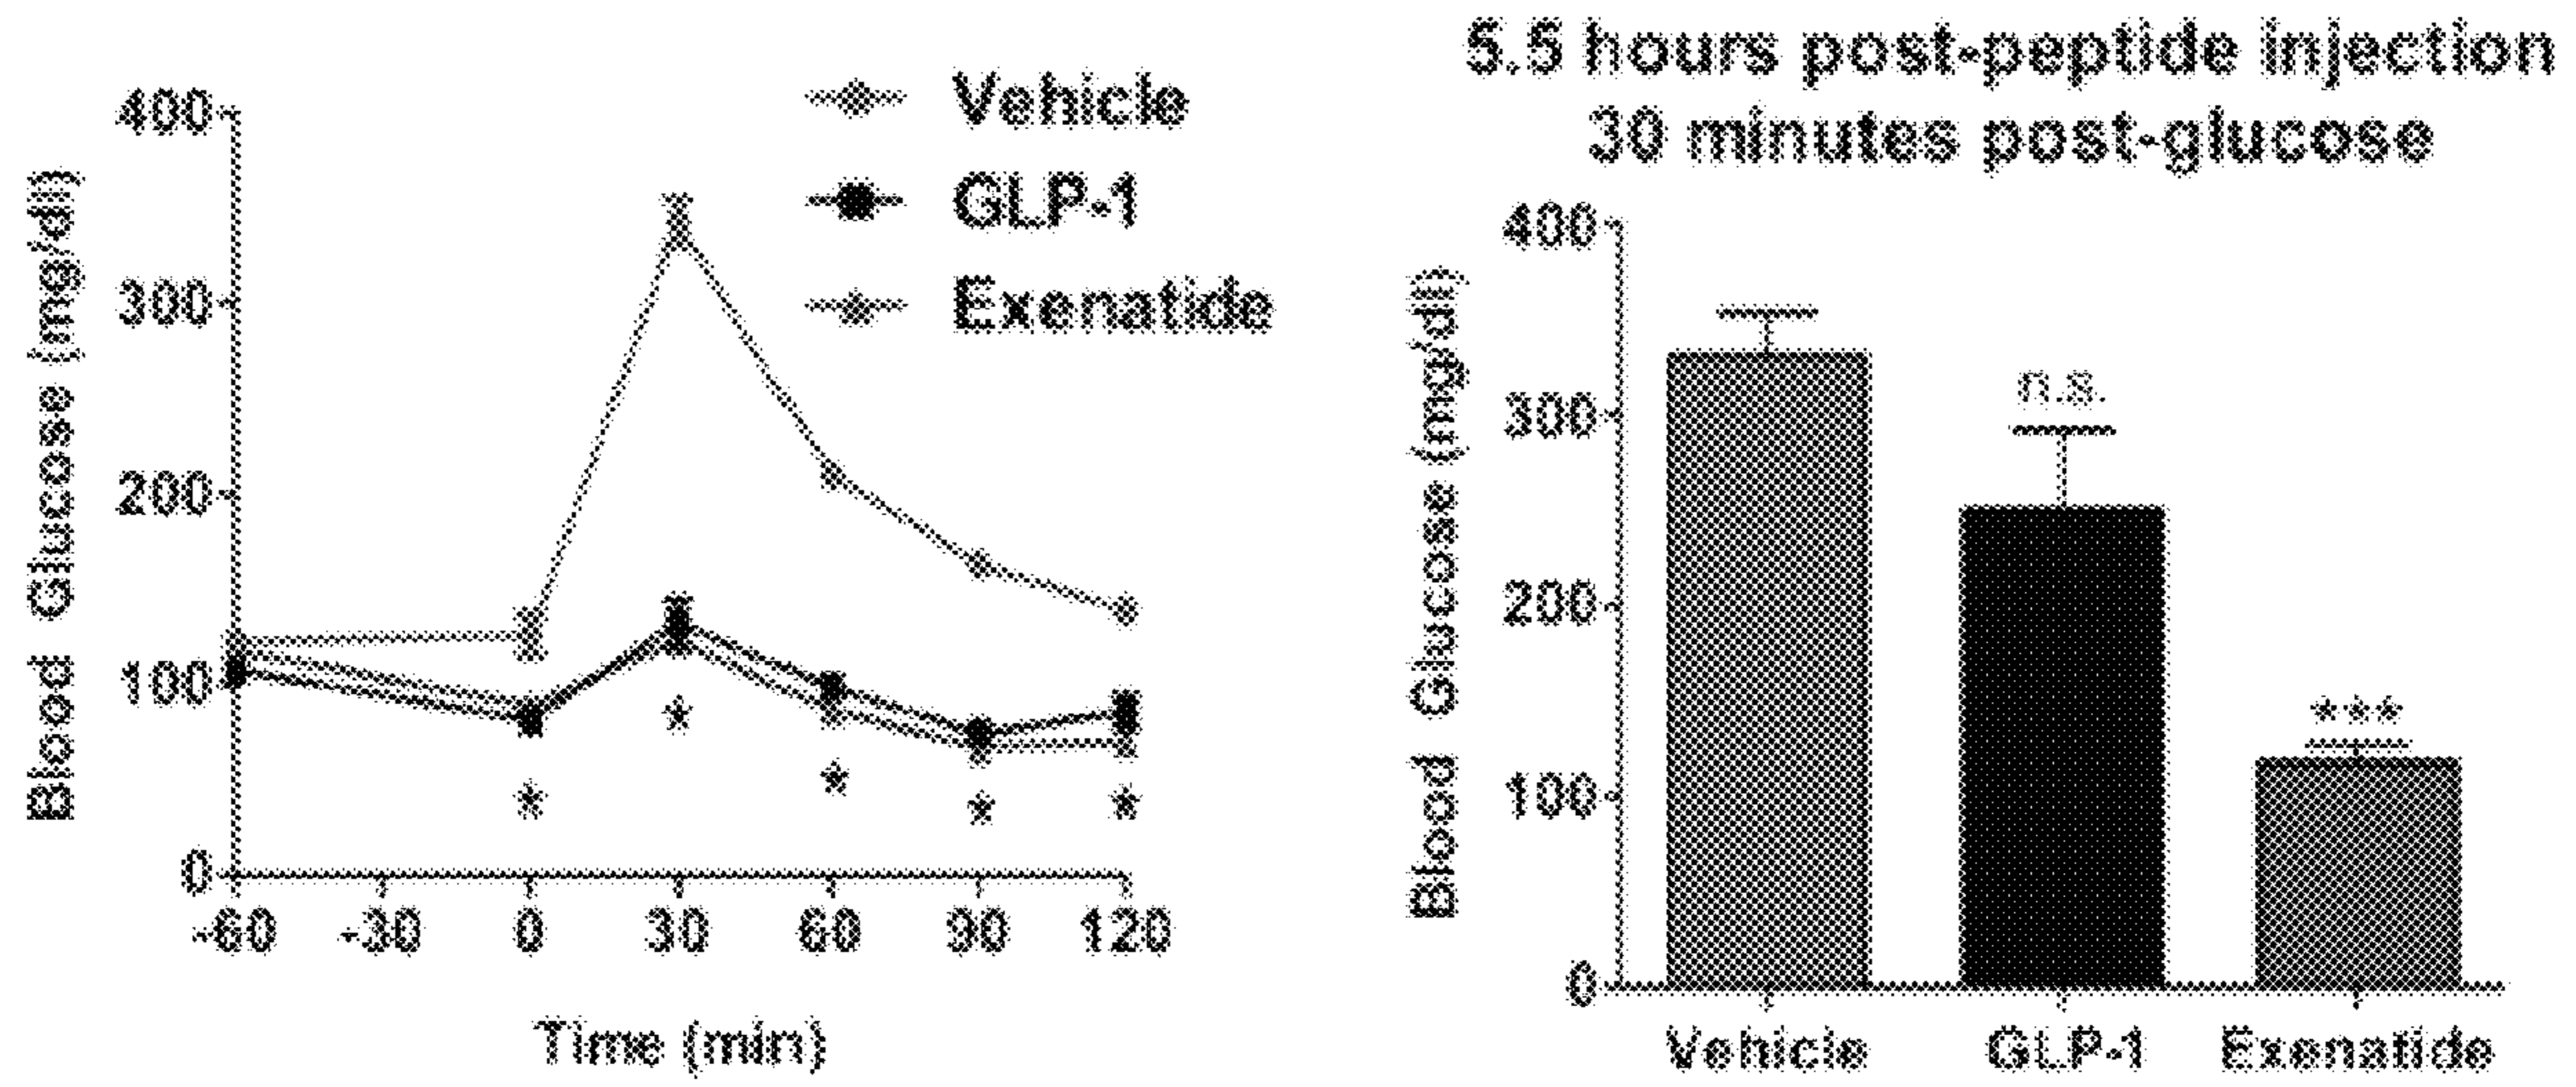 Blood Glucose (mg/dl)
400
300
200
100
0
-60 -30 0 30 60 90 120
Time (min)
Vehicle
GLP-1
Exenatide
*
*
*
*
*
5.5 hours post-peptide injection
30 minutes post-glucose
Blood Glucose (mg/dl)
400
300
200
100
0
n.s.
***
Vehicle GLP-1 Exenatide